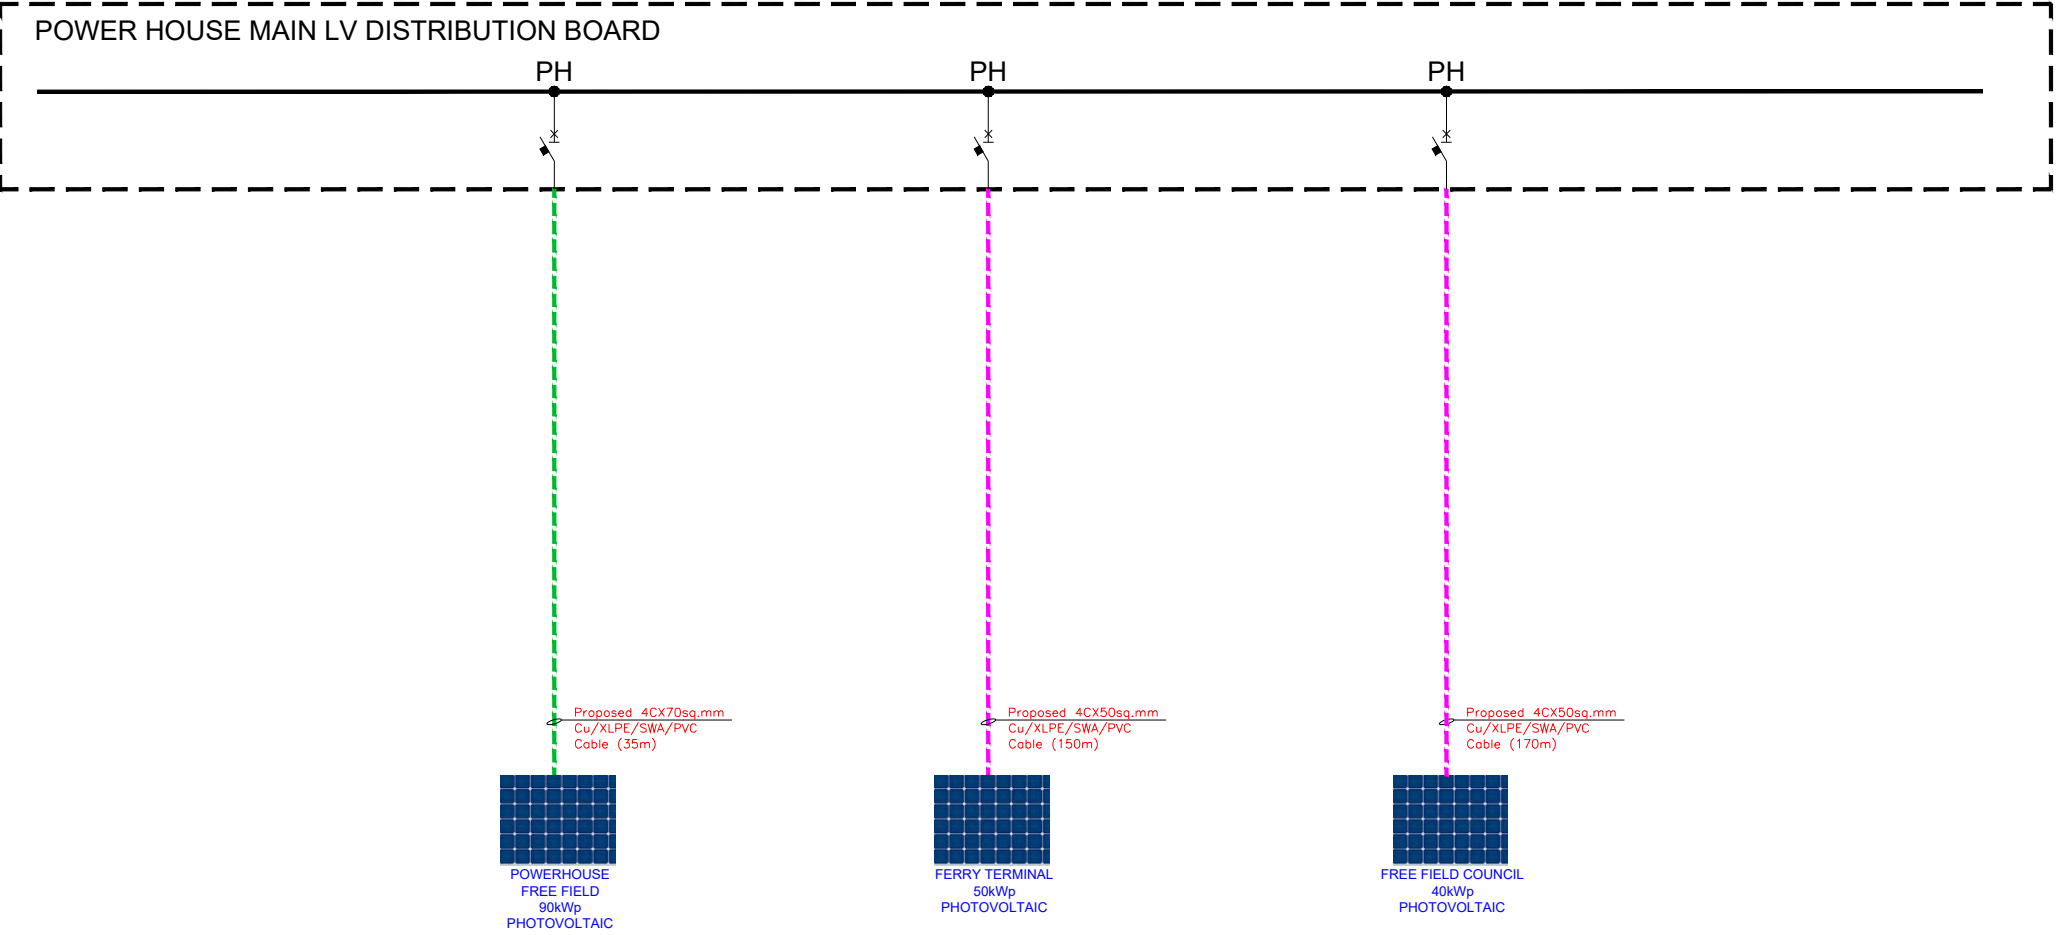 POWER HOUSE MAIN LV DISTRIBUTION BOARD
PH
PH
PH
Proposed 4CX70sq.mm
Cu/XLPE/SWA/PVC
Cable (35m)
Proposed 4CX50sq.mm
Cu/XLPE/SWA/PVC
Cable (150m)
Proposed 4CX50sq.mm
Cu/XLPE/SWA/PVC
Cable (170m)
POWERHOUSE
FREE FIELD
90kWp
PHOTOVOLTAIC
FERRY TERMINAL
50kWp
PHOTOVOLTAIC
FREE FIELD COUNCIL
40kWp
PHOTOVOLTAIC